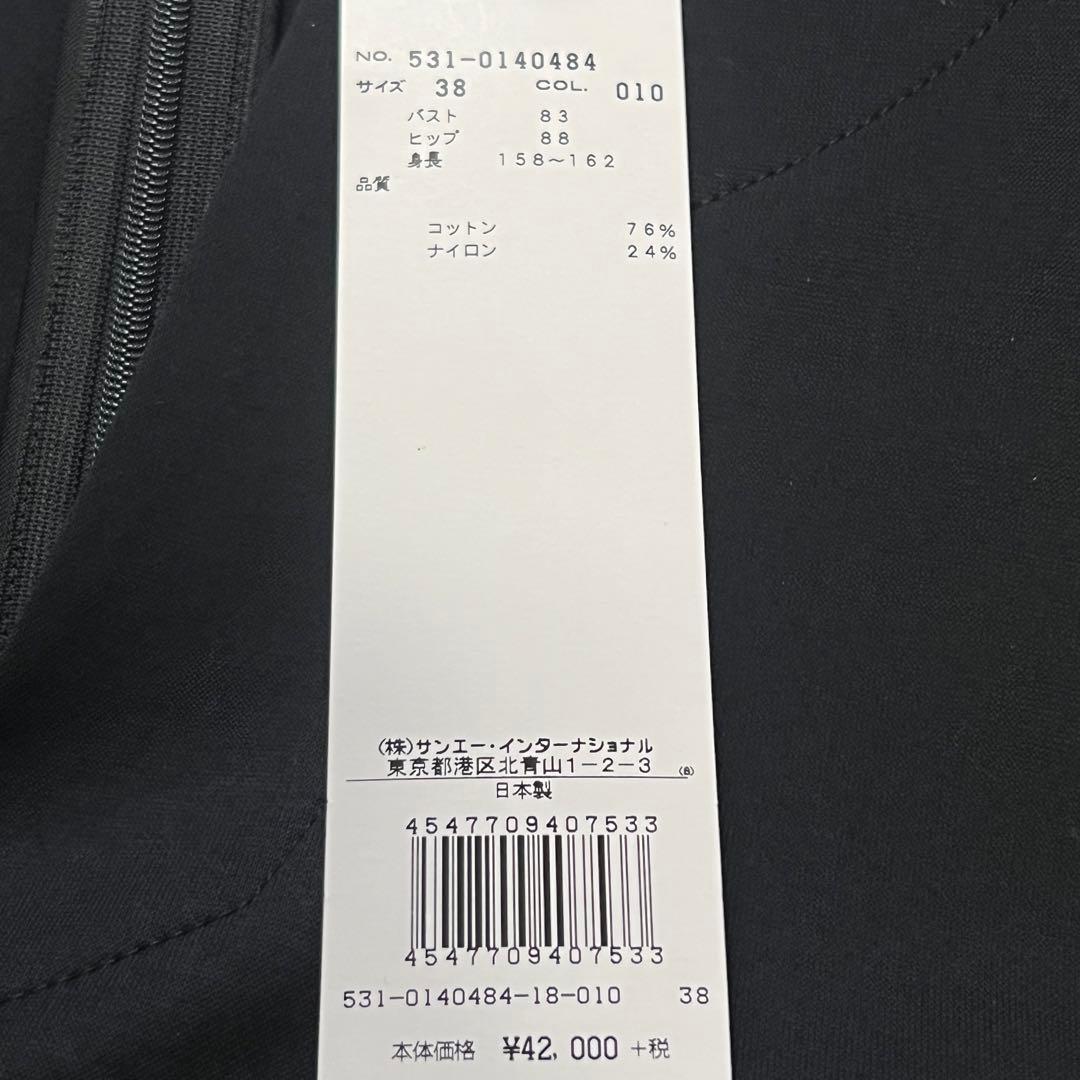 NO. 531-0140484
サイズ 38 COL. 010
バスト 83
ヒップ 88
身長 158〜162
品質
コットン 76%
ナイロン 24%
(株)サンエー・インターナショナル
東京都港区北青山1-2-3 (B)
日本製
4547709407533
4547709407533
531-0140484-18-010 38
本体価格 ¥42,000 +税